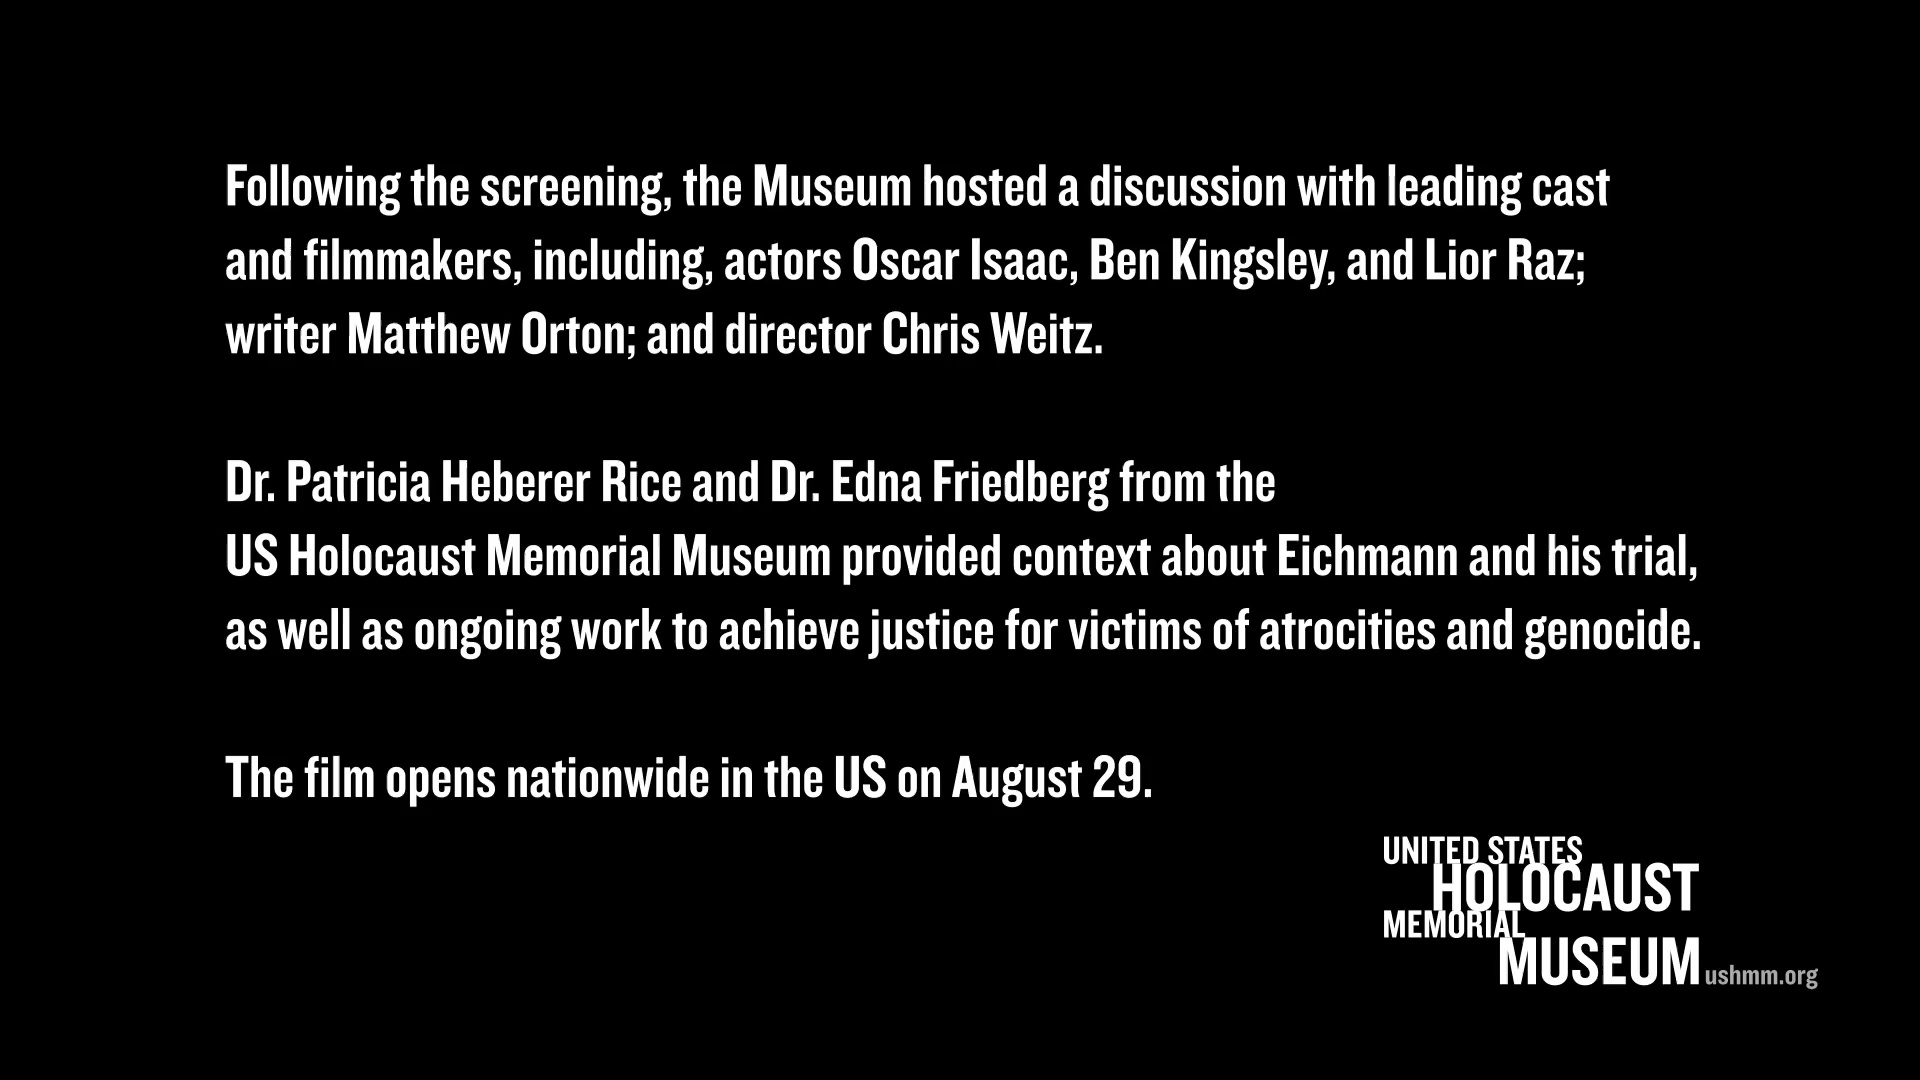 Following the screening, the Museum hosted a discussion with leading cast
and filmmakers, including, actors Oscar Isaac, Ben Kingsley, and Lior Raz;
writer Matthew Orton; and director Chris Weitz.
Dr. Patricia Heberer Rice and Dr. Edna Friedberg from the
US Holocaust Memorial Museum provided context about Eichmann and his trial,
as well as ongoing work to achieve justice for victims of atrocities and genocide.
The film opens nationwide in the US on August 29.
UNITED STATES
HOLOCAUST
MEMORIAL
MUSEUM ushmm.org